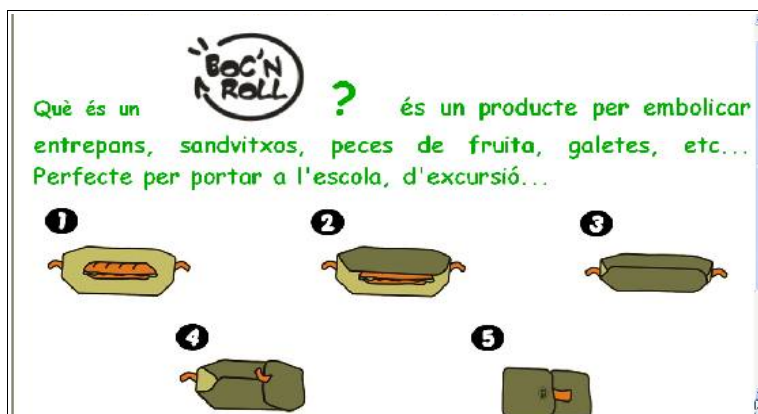 BOC'N
ROLL
Què és un ? és un producte per embolicar
entrepans, sandvitxos, peces de fruita, galetes, etc...
Perfecte per portar a l'escola, d'excursió...
1 2 3
4 5